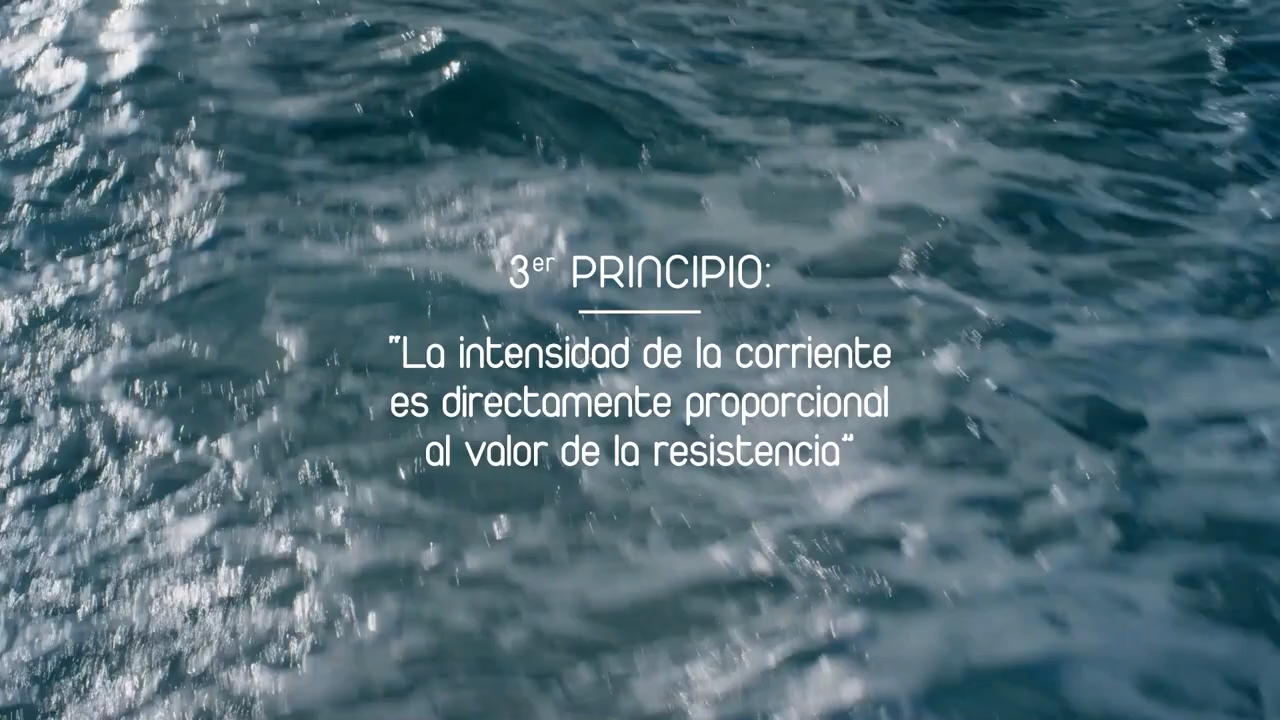 3er PRINCIPIO:
"La intensidad de la corriente
es directamente proporcional
al valor de la resistencia"